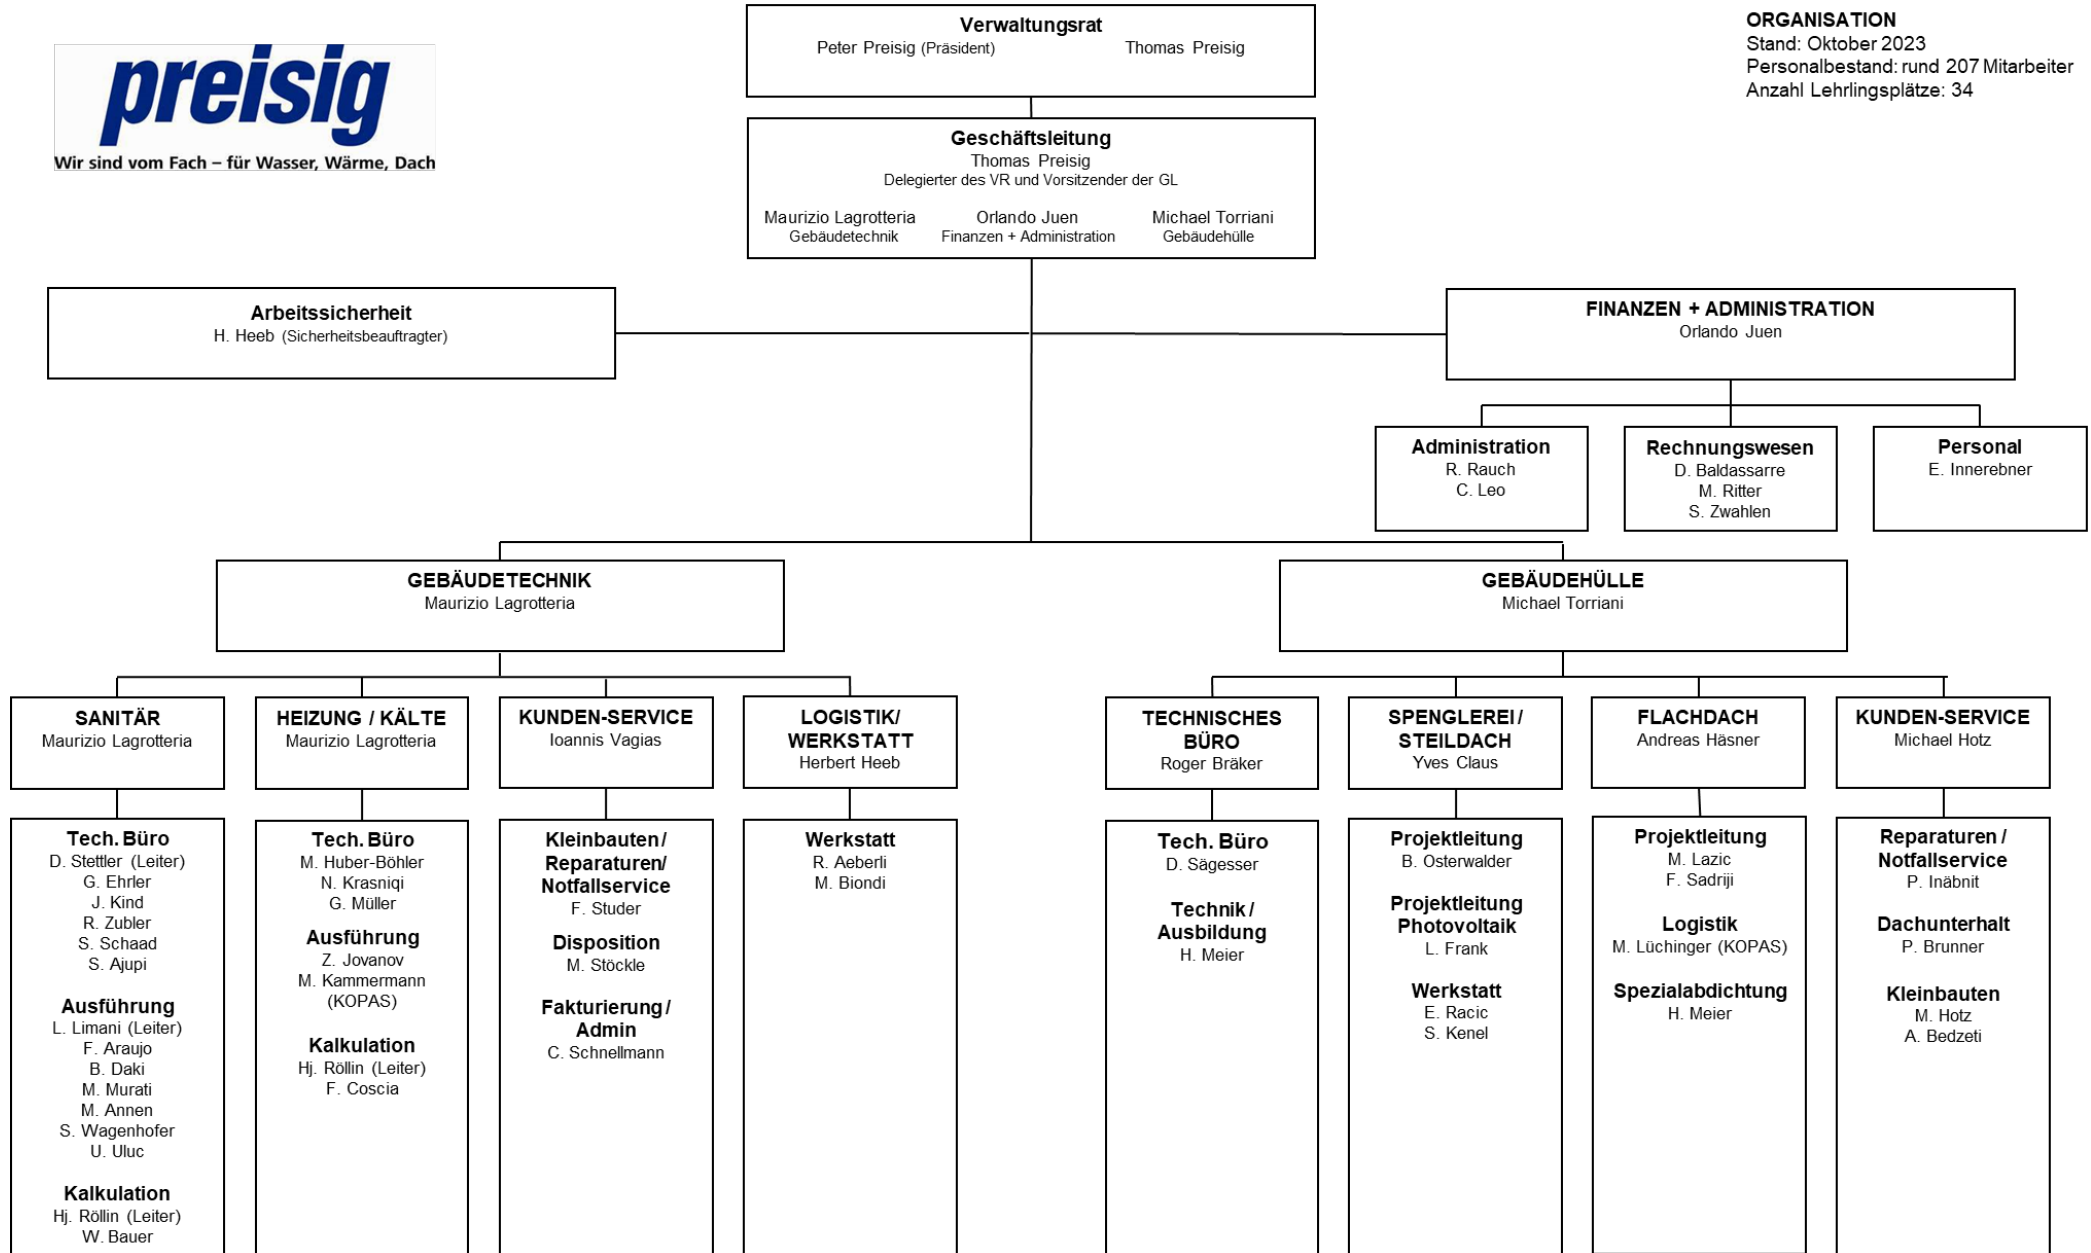 preisig
Wir sind vom Fach – für Wasser, Wärme, Dach
Verwaltungsrat
Peter Preisig (Präsident) Thomas Preisig
ORGANISATION
Stand: Oktober 2023
Personalbestand: rund 207 Mitarbeiter
Anzahl Lehrlingsplätze: 34
Geschäftsleitung
Thomas Preisig
Delegierter des VR und Vorsitzender der GL
Maurizio Lagrotteria Orlando Juen Michael Torriani
Gebäudetechnik Finanzen + Administration Gebäudehülle
Arbeitssicherheit
H. Heeb (Sicherheitsbeauftragter)
FINANZEN + ADMINISTRATION
Orlando Juen
Administration
R. Rauch
C. Leo
Rechnungswesen
D. Baldassarre
M. Ritter
S. Zwahlen
Personal
E. Innerebner
GEBÄUDETECHNIK
Maurizio Lagrotteria
GEBÄUDEHÜLLE
Michael Torriani
SANITÄR
Maurizio Lagrotteria
HEIZUNG / KÄLTE
Maurizio Lagrotteria
KUNDEN-SERVICE
Ioannis Vagias
LOGISTIK/
WERKSTATT
Herbert Heeb
TECHNISCHES
BÜRO
Roger Bräker
SPENGLEREI /
STEILDACH
Yves Claus
FLACHDACH
Andreas Häsner
KUNDEN-SERVICE
Michael Hotz
Tech. Büro
D. Stettler (Leiter)
G. Ehrler
J. Kind
R. Zubler
S. Schaad
S. Ajupi
Ausführung
L. Limani (Leiter)
F. Araujo
B. Daki
M. Murati
M. Annen
S. Wagenhofer
U. Uluc
Kalkulation
Hj. Röllin (Leiter)
W. Bauer
Tech. Büro
M. Huber-Böhler
N. Krasniqi
G. Müller
Ausführung
Z. Jovanov
M. Kammermann
(KOPAS)
Kalkulation
Hj. Röllin (Leiter)
F. Coscia
Kleinbauten /
Reparaturen/
Notfallservice
F. Studer
Disposition
M. Stöckle
Fakturierung /
Admin
C. Schnellmann
Werkstatt
R. Aeberli
M. Biondi
Tech. Büro
D. Sägesser
Technik /
Ausbildung
H. Meier
Projektleitung
B. Osterwalder
Projektleitung
Photovoltaik
L. Frank
Werkstatt
E. Racic
S. Kenel
Projektleitung
M. Lazic
F. Sadriji
Logistik
M. Lüchinger (KOPAS)
Spezialabdichtung
H. Meier
Reparaturen /
Notfallservice
P. Inäbnit
Dachunterhalt
P. Brunner
Kleinbauten
M. Hotz
A. Bedzeti